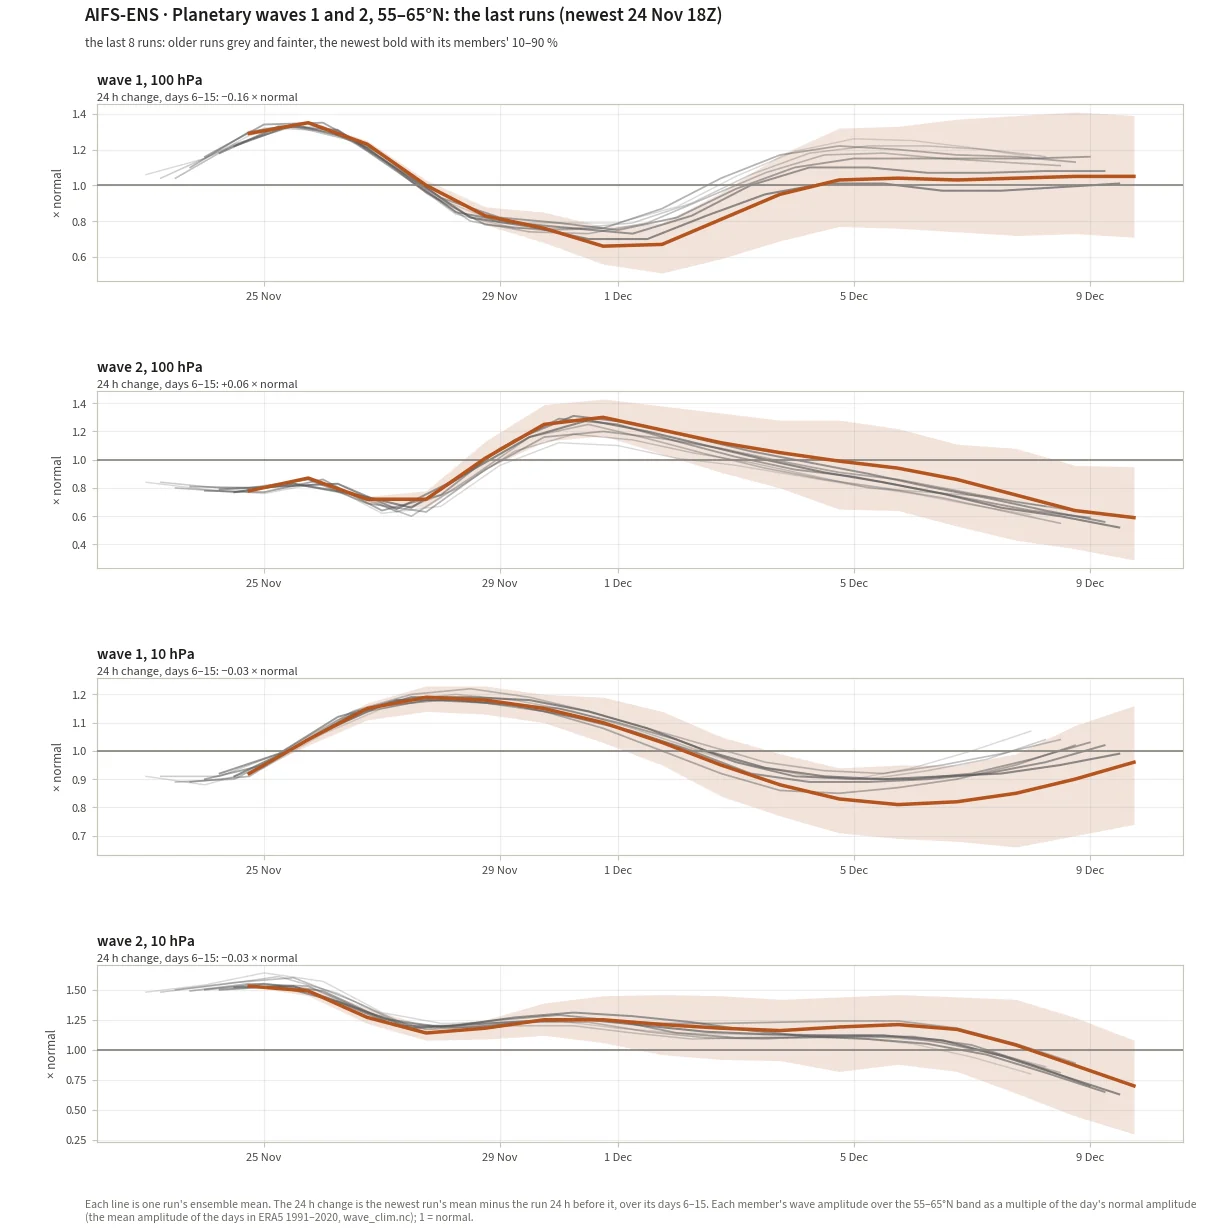 AIFS-ENS · Planetary waves 1 and 2, 55–65°N: the last runs (newest 24 Nov 18Z)
the last 8 runs: older runs grey and fainter, the newest bold with its members' 10–90 %
wave 1, 100 hPa
24 h change, days 6–15: −0.16 × normal
1.4
1.2
1.0
0.8
0.6
× normal
25 Nov
29 Nov
1 Dec
5 Dec
9 Dec
wave 2, 100 hPa
24 h change, days 6–15: +0.06 × normal
1.4
1.2
1.0
0.8
0.6
0.4
× normal
25 Nov
29 Nov
1 Dec
5 Dec
9 Dec
wave 1, 10 hPa
24 h change, days 6–15: −0.03 × normal
1.2
1.1
1.0
0.9
0.8
0.7
× normal
25 Nov
29 Nov
1 Dec
5 Dec
9 Dec
wave 2, 10 hPa
24 h change, days 6–15: −0.03 × normal
1.50
1.25
1.00
0.75
0.50
0.25
× normal
25 Nov
29 Nov
1 Dec
5 Dec
9 Dec
Each line is one run's ensemble mean. The 24 h change is the newest run's mean minus the run 24 h before it, over its days 6–15. Each member's wave amplitude over the 55–65°N band as a multiple of the day's normal amplitude
(the mean amplitude of the days in ERA5 1991–2020, wave_clim.nc); 1 = normal.